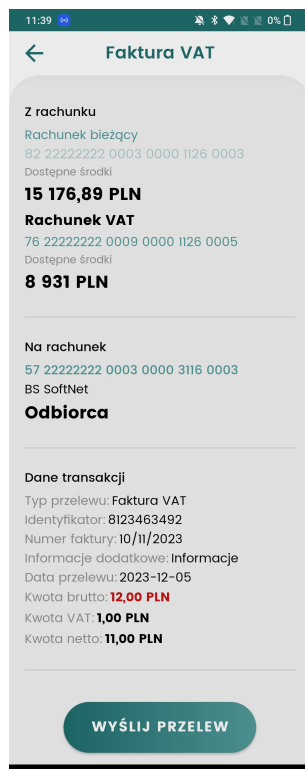 11:39 0%
Faktura VAT
Z rachunku
Rachunek bieżący
82 22222222 0003 0000 1126 0003
Dostępne środki
15 176,89 PLN
Rachunek VAT
76 22222222 0009 0000 1126 0005
Dostępne środki
8 931 PLN
Na rachunek
57 22222222 0003 0000 3116 0003
BS SoftNet
Odbiorca
Dane transakcji
Typ przelewu: Faktura VAT
Identyfikator: 8123463492
Numer faktury: 10/11/2023
Informacje dodatkowe: Informacje
Data przelewu: 2023-12-05
Kwota brutto: 12,00 PLN
Kwota VAT: 1,00 PLN
Kwota netto: 11,00 PLN
WYŚLIJ PRZELEW